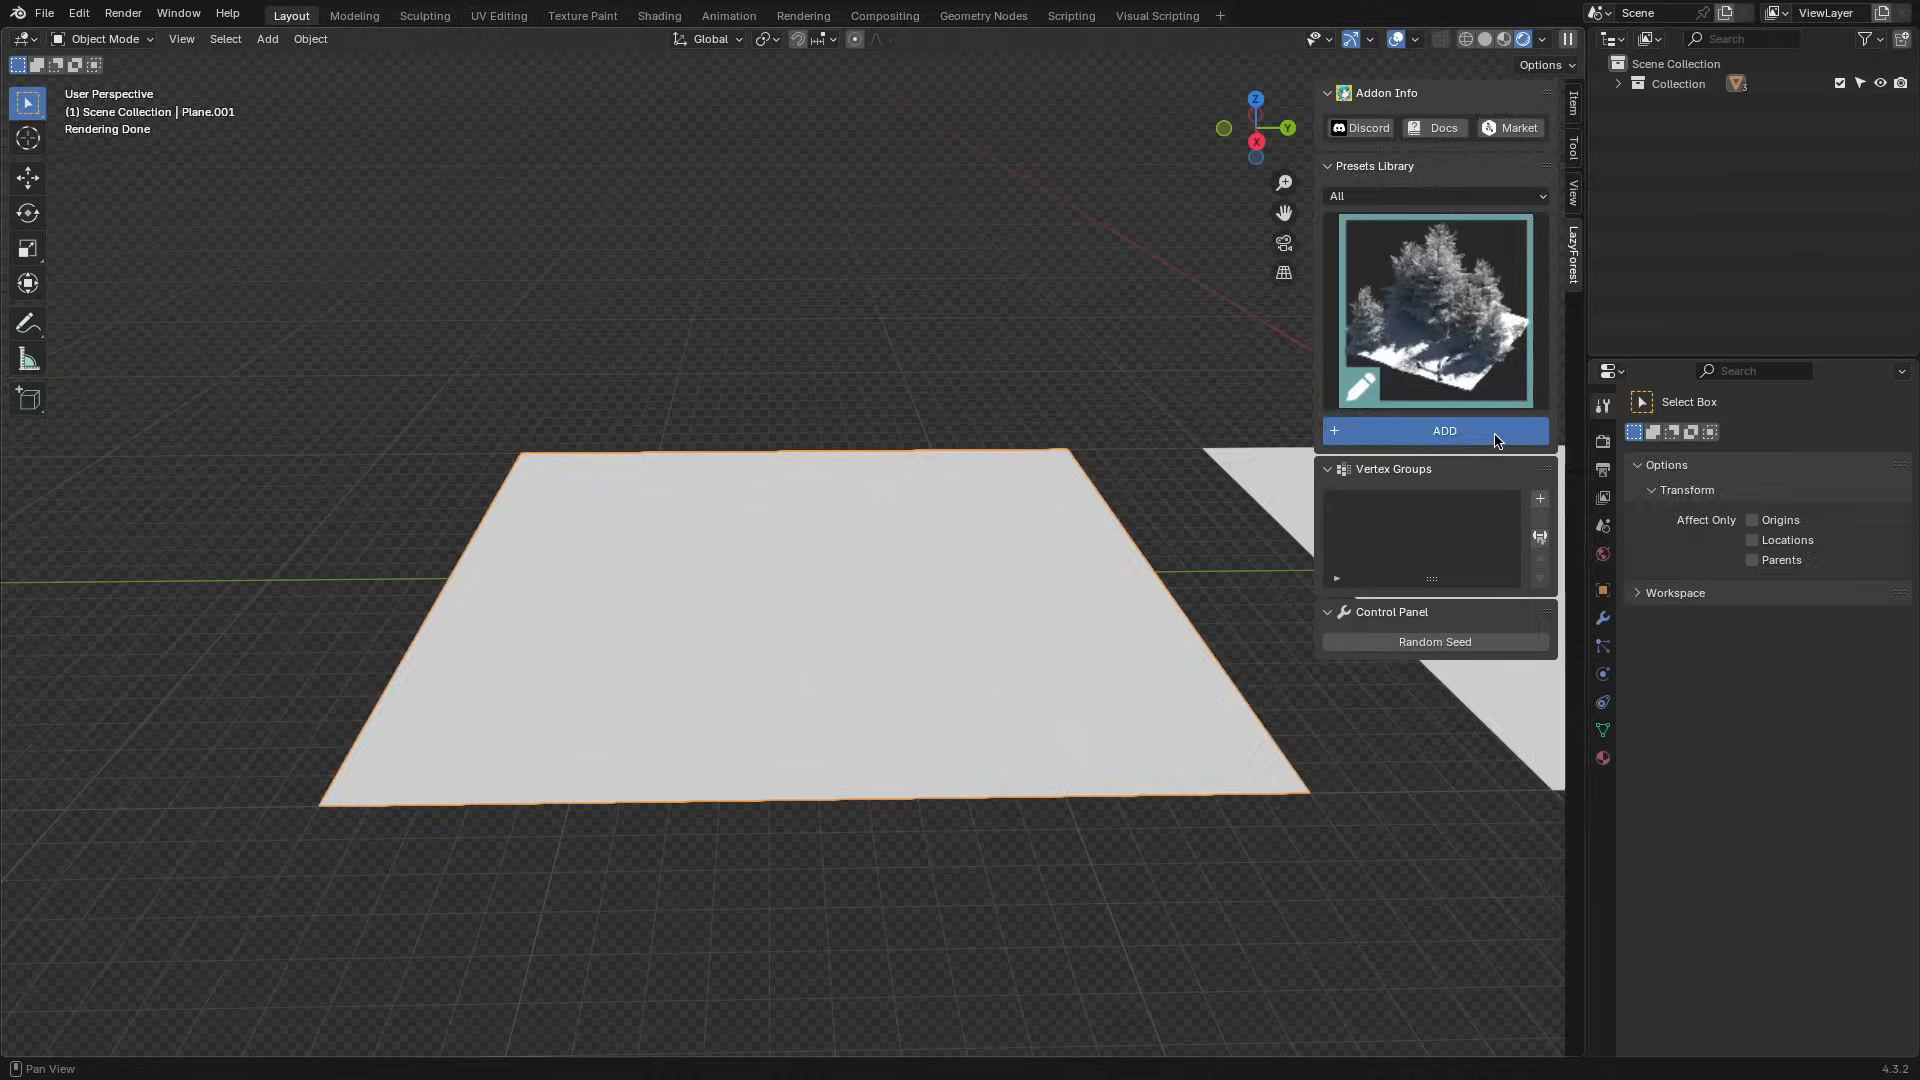 File Edit Render Window Help
Layout Modeling Sculpting UV Editing Texture Paint Shading Animation Rendering Compositing Geometry Nodes Scripting Visual Scripting +
Scene
ViewLayer
Object Mode View Select Add Object
Global
Search
Options
User Perspective
(1) Scene Collection | Plane.001
Rendering Done
Z
Y
X
Addon Info
Discord Docs Market
Presets Library
All
+ ADD
Vertex Groups
Control Panel
Random Seed
Item
Tool
View
LazyForest
Scene Collection
Collection 3
Search
Select Box
Options
Transform
Affect Only Origins
Locations
Parents
Workspace
Pan View
4.3.2